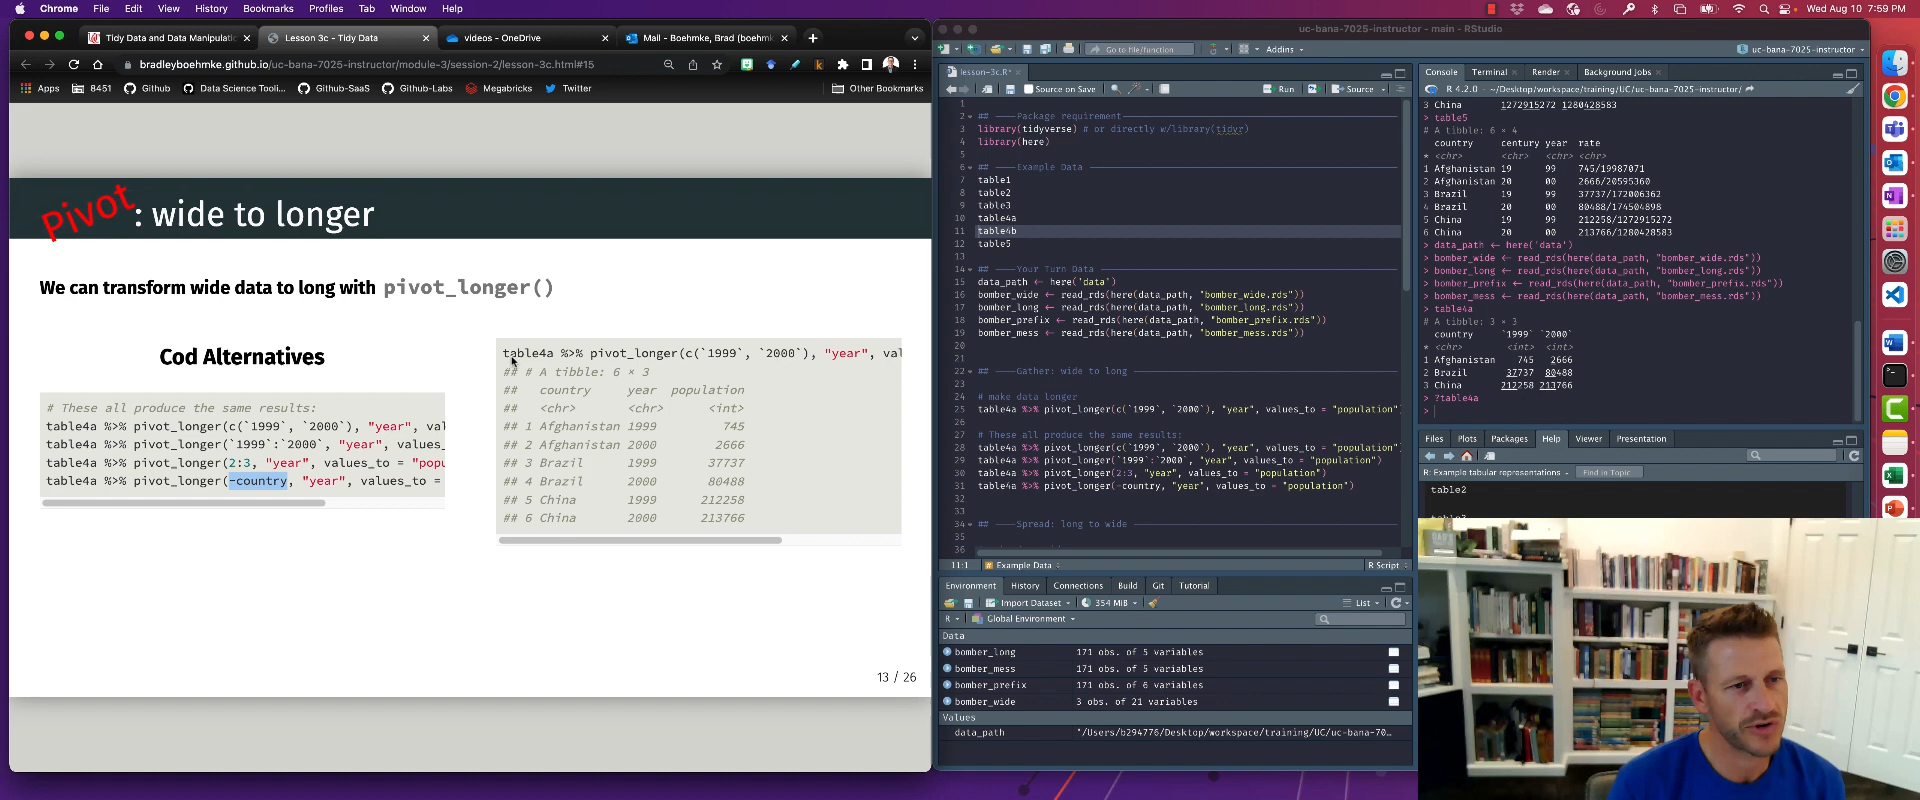 Chrome File Edit View History Bookmarks Profiles Tab Window Help Wed Aug 10 7:59 PM
Tidy Data and Data Manipulati Lesson 3c - Tidy Data videos - OneDrive Mail - Boehmke, Brad (boehmk
bradleyboehmke.github.io/uc-bana-7025-instructor/module-3/session-2/lesson-3c.html#15
Apps 8451 Github Data Science Tooli... Github-SaaS Github-Labs Megabricks Twitter Other Bookmarks
Pivot: wide to longer
We can transform wide data to long with pivot_longer()
Cod Alternatives
# These all produce the same results:
table4a %>% pivot_longer(c(`1999`, `2000`), "year", val
table4a %>% pivot_longer(`1999`:`2000`, "year", values_
table4a %>% pivot_longer(2:3, "year", values_to = "popu
table4a %>% pivot_longer(-country, "year", values_to =
table4a %>% pivot_longer(c(`1999`, `2000`), "year", val
## # A tibble: 6 × 3
## country year population
## <chr> <chr> <int>
## 1 Afghanistan 1999 745
## 2 Afghanistan 2000 2666
## 3 Brazil 1999 37737
## 4 Brazil 2000 80488
## 5 China 1999 212258
## 6 China 2000 213766
13 / 26
uc-bana-7025-instructor - main - RStudio
Go to file/function Addins uc-bana-7025-instructor
lesson-3c.R*
Source on Save Run Source
1
2 ## ----Package requirement
3 library(tidyverse) # or directly w/library(tidyr)
4 library(here)
5
6 ## ----Example Data
7 table1
8 table2
9 table3
10 table4a
11 table4b
12 table5
13
14 ## ----Your Turn Data
15 data_path <- here('data')
16 bomber_wide <- read_rds(here(data_path, "bomber_wide.rds"))
17 bomber_long <- read_rds(here(data_path, "bomber_long.rds"))
18 bomber_prefix <- read_rds(here(data_path, "bomber_prefix.rds"))
19 bomber_mess <- read_rds(here(data_path, "bomber_mess.rds"))
20
21
22 ## ----Gather: wide to long
23
24 # make data longer
25 table4a %>% pivot_longer(c(`1999`, `2000`), "year", values_to = "population"
26
27 # These all produce the same results:
28 table4a %>% pivot_longer(c(`1999`, `2000`), "year", values_to = "population"
29 table4a %>% pivot_longer(`1999`:`2000`, "year", values_to = "population")
30 table4a %>% pivot_longer(2:3, "year", values_to = "population")
31 table4a %>% pivot_longer(-country, "year", values_to = "population")
32
33
34 ## ----Spread: long to wide
35
36
11:1 Example Data R Script
Environment History Connections Build Git Tutorial
Import Dataset 354 MiB List
R Global Environment
Data
bomber_long 171 obs. of 5 variables
bomber_mess 171 obs. of 5 variables
bomber_prefix 171 obs. of 6 variables
bomber_wide 3 obs. of 21 variables
Values
data_path "/Users/b294776/Desktop/workspace/training/UC/uc-bana-70...
Console Terminal Render Background Jobs
R 4.2.0 · ~/Desktop/workspace/training/UC/uc-bana-7025-instructor/
3 China 1272915272 1280428583
> table5
# A tibble: 6 × 4
country century year rate
* <chr> <chr> <chr> <chr>
1 Afghanistan 19 99 745/19987071
2 Afghanistan 20 00 2666/20595360
3 Brazil 19 99 37737/172006362
4 Brazil 20 00 80488/174504898
5 China 19 99 212258/1272915272
6 China 20 00 213766/1280428583
> data_path <- here('data')
> bomber_wide <- read_rds(here(data_path, "bomber_wide.rds"))
> bomber_long <- read_rds(here(data_path, "bomber_long.rds"))
> bomber_prefix <- read_rds(here(data_path, "bomber_prefix.rds"))
> bomber_mess <- read_rds(here(data_path, "bomber_mess.rds"))
> table4a
# A tibble: 3 × 3
country `1999` `2000`
* <chr> <int> <int>
1 Afghanistan 745 2666
2 Brazil 37737 80488
3 China 212258 213766
> ?table4a
>
Files Plots Packages Help Viewer Presentation
R: Example tabular representations Find in Topic
table2